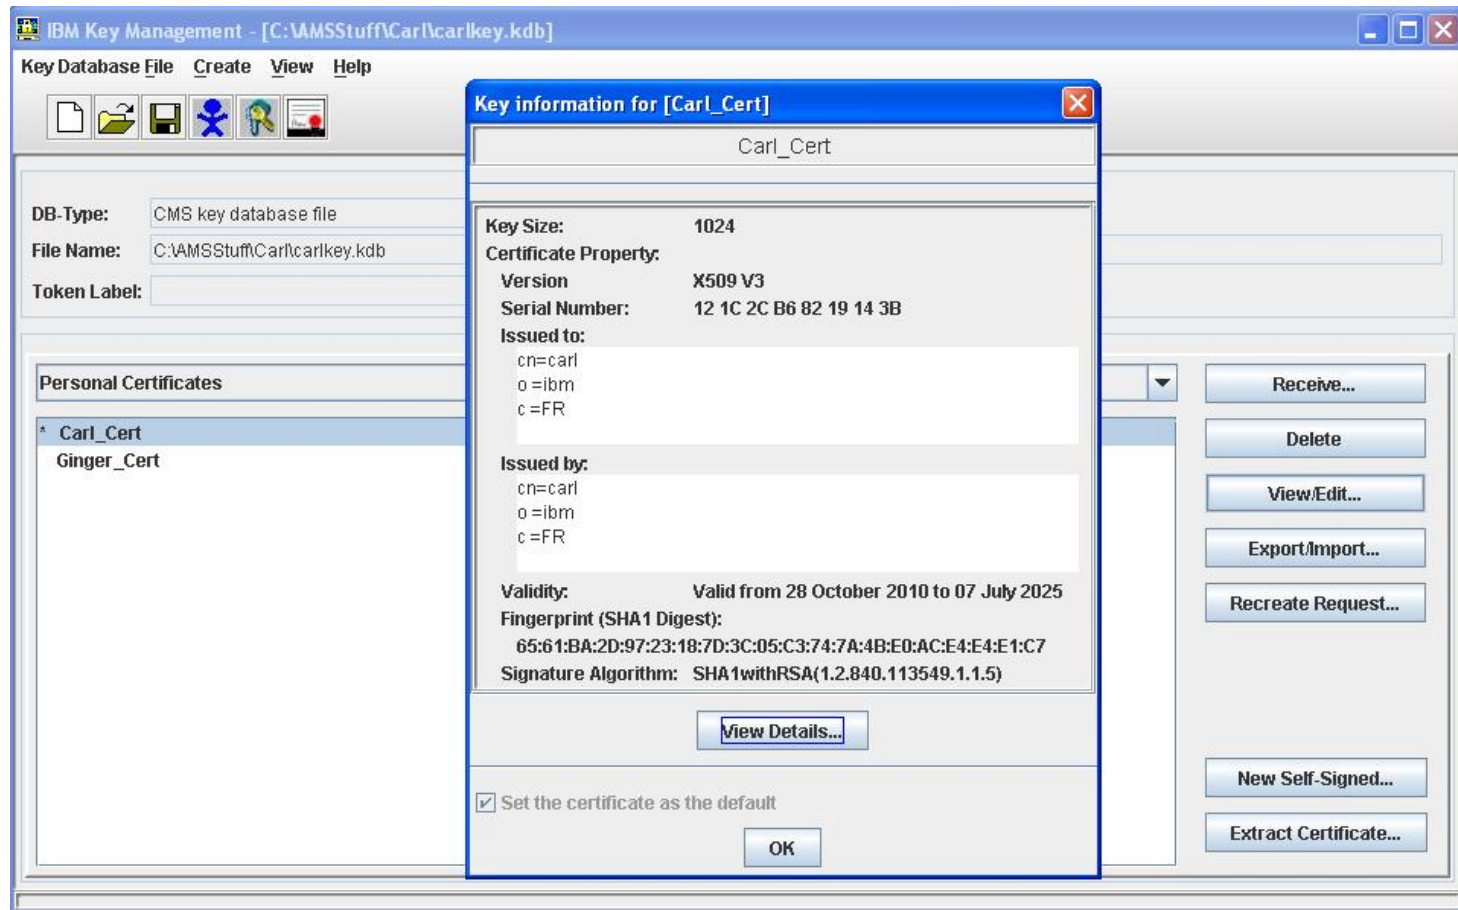 IBM Key Management - [C:\AMSStuff\Carl\carlkey.kdb]
Key Database File Create View Help
DB-Type: CMS key database file
File Name: C:\AMSStuff\Carl\carlkey.kdb
Token Label:
Personal Certificates
* Carl_Cert
Ginger_Cert
Key information for [Carl_Cert]
Carl_Cert
Key Size: 1024
Certificate Property:
Version X509 V3
Serial Number: 12 1C 2C B6 82 19 14 3B
Issued to:
cn=carl
o =ibm
c =FR
Issued by:
cn=carl
o =ibm
c =FR
Validity: Valid from 28 October 2010 to 07 July 2025
Fingerprint (SHA1 Digest):
65:61:BA:2D:97:23:18:7D:3C:05:C3:74:7A:4B:E0:AC:E4:E4:E1:C7
Signature Algorithm: SHA1withRSA(1.2.840.113549.1.1.5)
View Details...
Set the certificate as the default
OK
Receive...
Delete
View/Edit...
Export/Import...
Recreate Request...
New Self-Signed...
Extract Certificate...